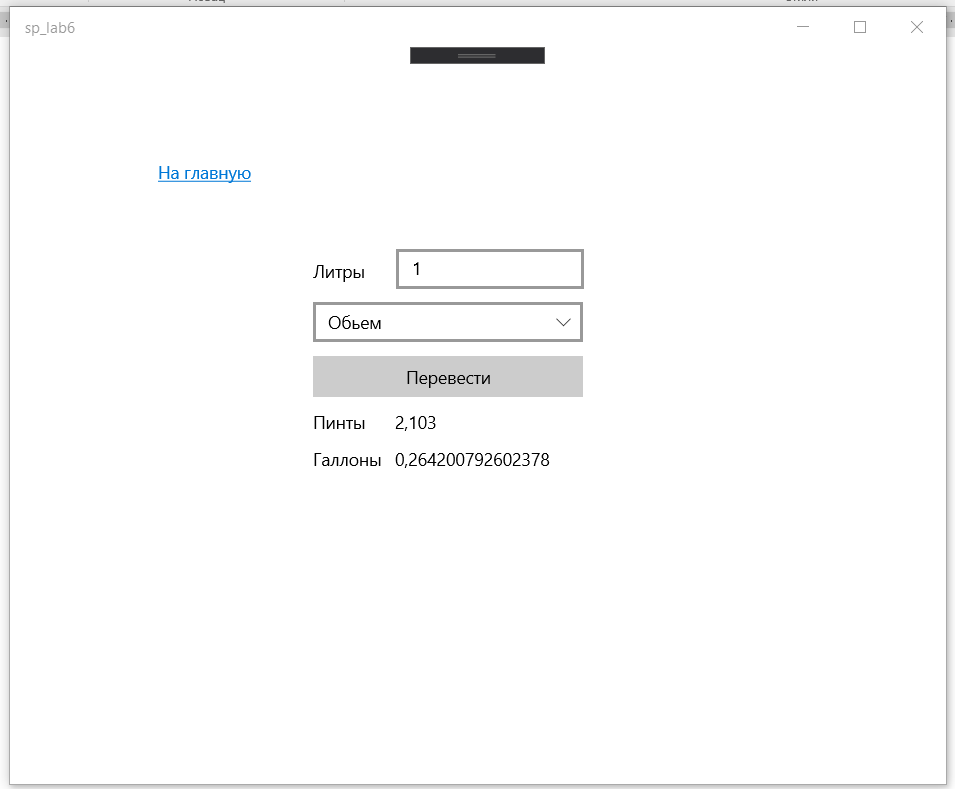 sp_lab6
На главную
Литры 1
Обьем
Перевести
Пинты 2,103
Галлоны 0,264200792602378